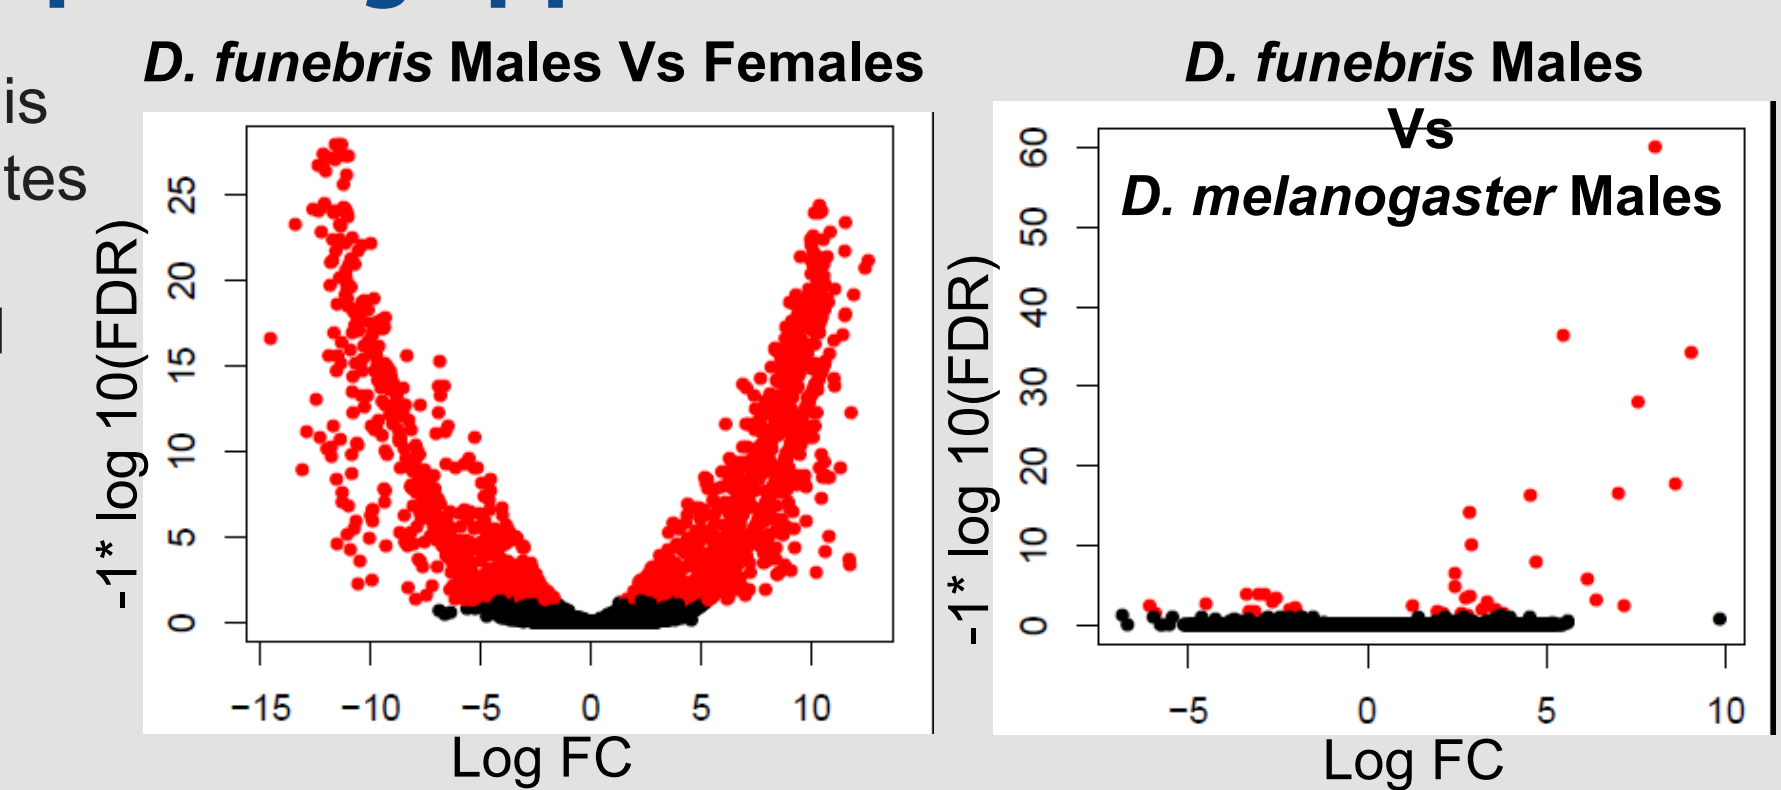 D. funebris Males Vs Females
D. funebris Males
Vs
D. melanogaster Males
is
tes
-1* log 10(FDR)
25
20
15
10
5
0
−15 −10 −5 0 5 10
Log FC
-1* log 10(FDR)
60
50
40
30
20
10
0
−5 0 5 10
Log FC